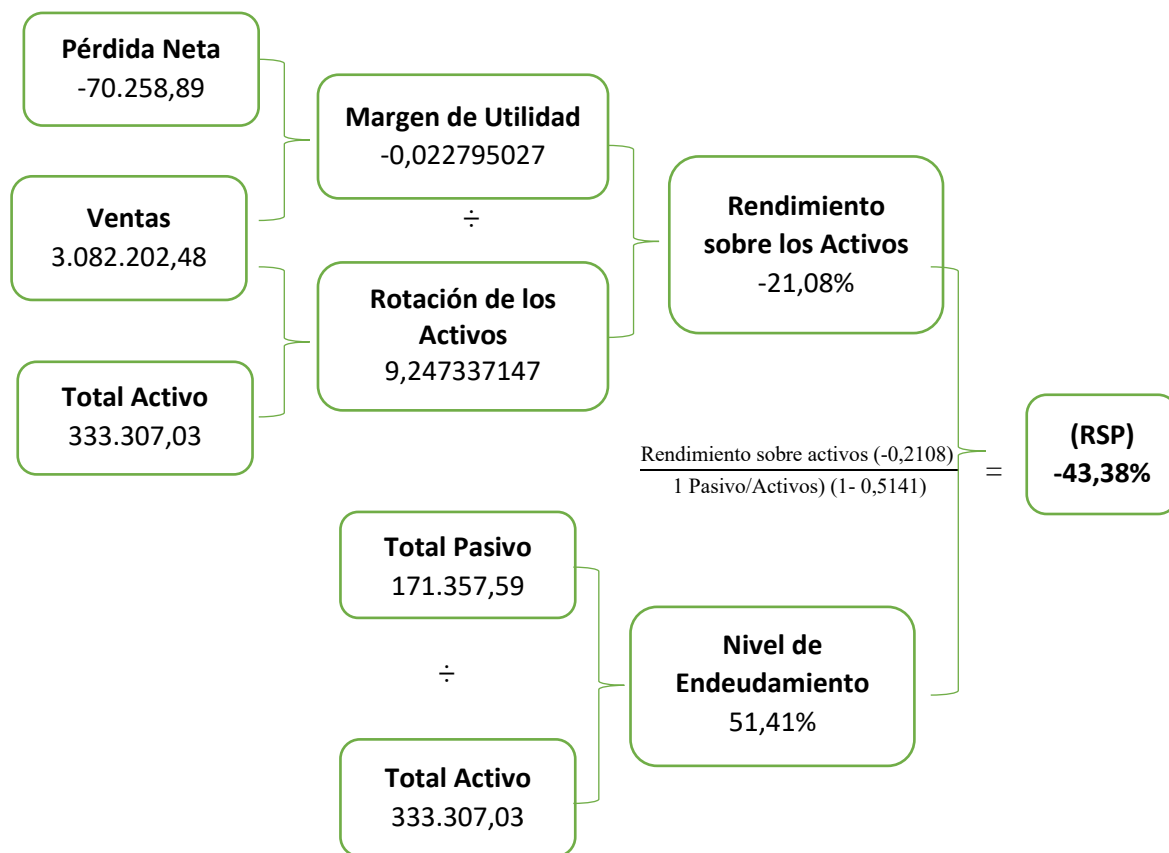 Pérdida Neta
-70.258,89
Ventas
3.082.202,48
Total Activo
333.307,03
Margen de Utilidad
-0,022795027
÷
Rotación de los
Activos
9,247337147
Rendimiento
sobre los Activos
-21,08%
Rendimiento sobre activos (-0,2108)
1 Pasivo/Activos) (1- 0,5141)
=
(RSP)
-43,38%
Total Pasivo
171.357,59
÷
Total Activo
333.307,03
Nivel de
Endeudamiento
51,41%